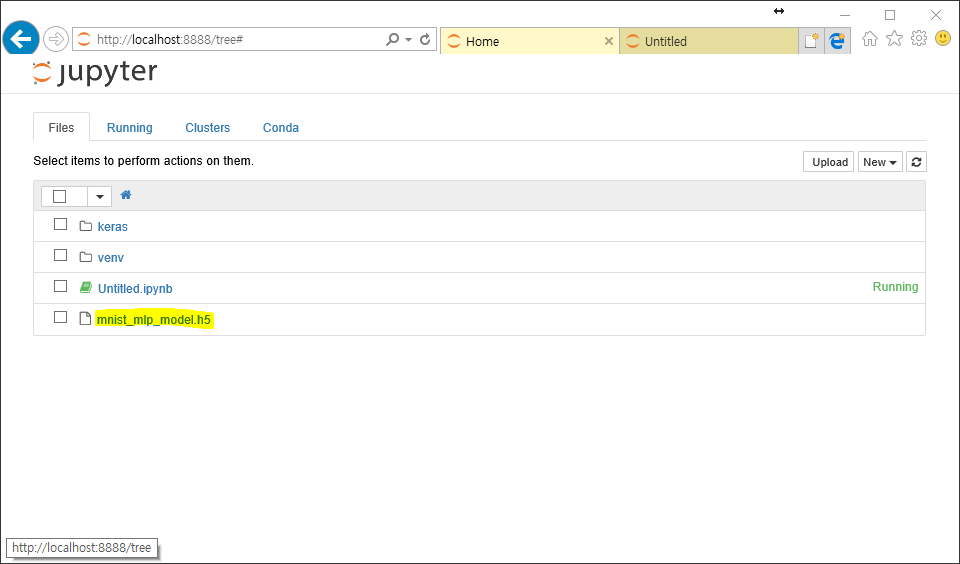 http://localhost:8888/tree#
Home
Untitled
jupyter
Files Running Clusters Conda
Select items to perform actions on them.
Upload New
keras
venv
Untitled.ipynb Running
mnist_mlp_model.h5
http://localhost:8888/tree